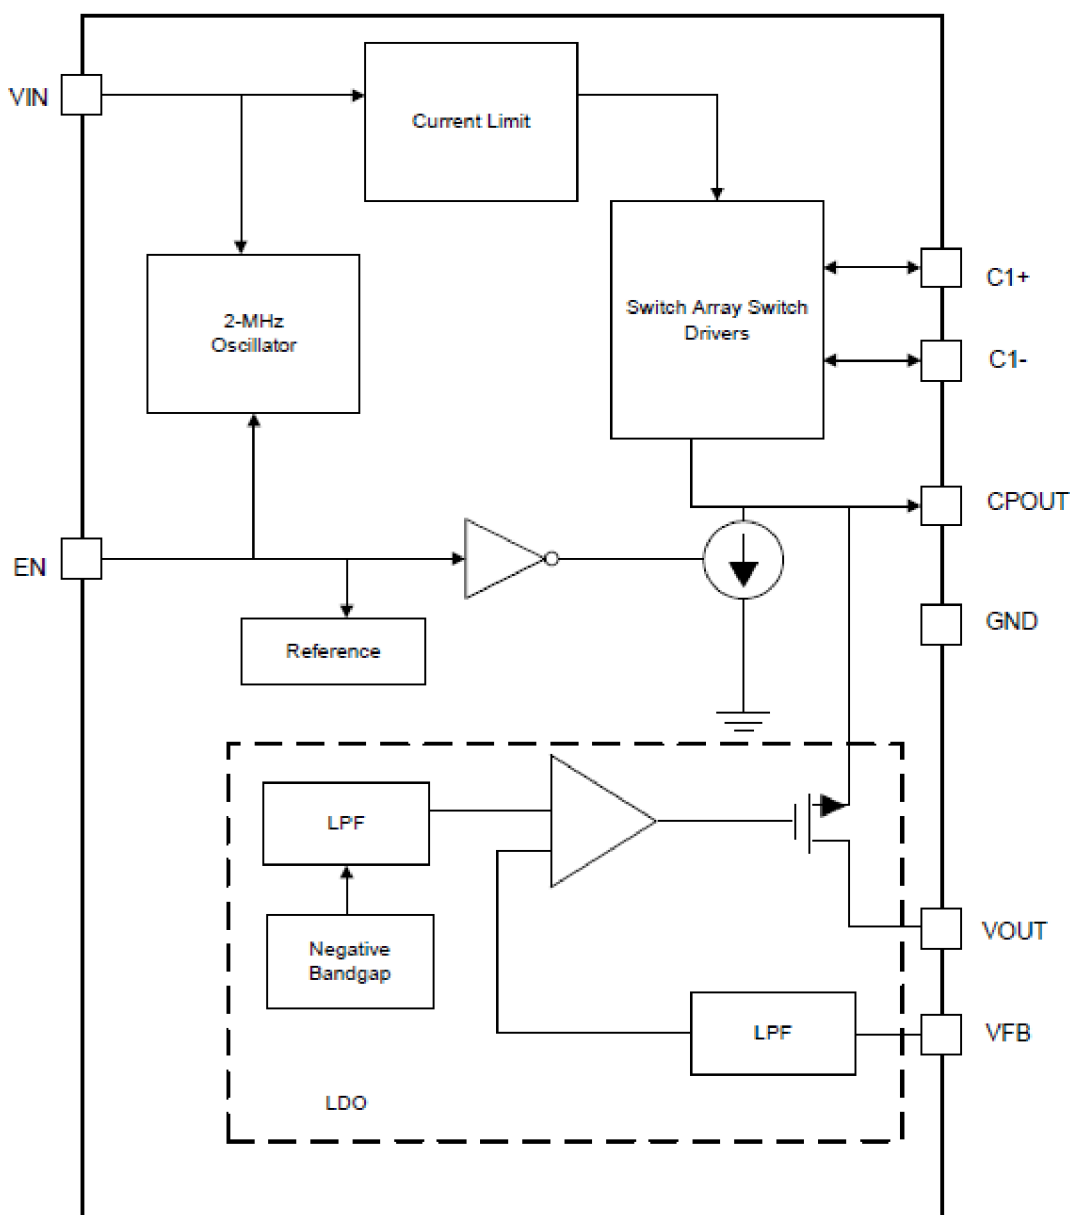 VIN
Current Limit
C1+
Switch Array Switch
Drivers
2-MHz
Oscillator
C1-
CPOUT
EN
GND
Reference
LPF
VOUT
Negative
Bandgap
LPF
VFB
LDO